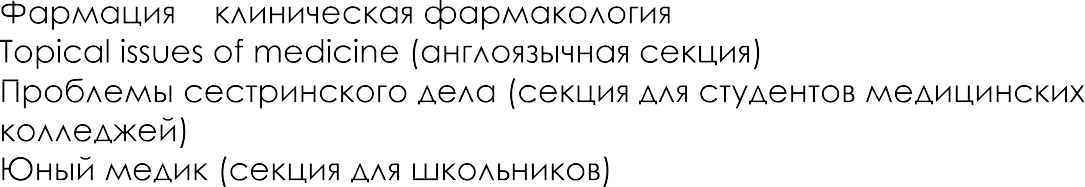 Фармация клиническая фармакология
Topical issues of medicine (англоязычная секция)
Проблемы сестринского дела (секция для студентов медицинских
колледжей)
Юный медик (секция для школьников)